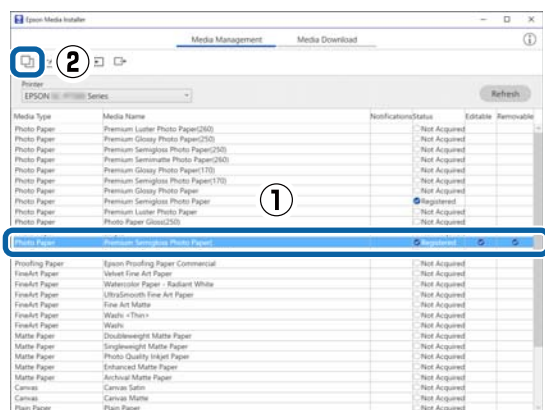 Epson Media Installer
Media Management Media Download
②
Printer
EPSON Series
Refresh
Media Type Media Name Notifications Status Editable Removable
Photo Paper Premium Luster Photo Paper(260) Not Acquired
Photo Paper Premium Glossy Photo Paper(250) Not Acquired
Photo Paper Premium Semigloss Photo Paper(250) Not Acquired
Photo Paper Premium Semimatte Photo Paper(260) Not Acquired
Photo Paper Premium Glossy Photo Paper(170) Not Acquired
Photo Paper Premium Semigloss Photo Paper(170) Not Acquired
Photo Paper Premium Glossy Photo Paper Not Acquired
Photo Paper Premium Semigloss Photo Paper Registered
Photo Paper Premium Luster Photo Paper Not Acquired
Photo Paper Photo Paper Gloss(250) Not Acquired
①
Photo Paper Premium Semigloss Photo Paper( Registered
Proofing Paper Epson Proofing Paper Commercial Not Acquired
FineArt Paper Velvet Fine Art Paper Not Acquired
FineArt Paper Watercolor Paper - Radiant White Not Acquired
FineArt Paper UltraSmooth Fine Art Paper Not Acquired
FineArt Paper Fine Art Matte Not Acquired
FineArt Paper Washi <Thin> Not Acquired
FineArt Paper Washi Not Acquired
Matte Paper Doubleweight Matte Paper Not Acquired
Matte Paper Singleweight Matte Paper Not Acquired
Matte Paper Photo Quality Inkjet Paper Not Acquired
Matte Paper Enhanced Matte Paper Not Acquired
Matte Paper Archival Matte Paper Not Acquired
Canvas Canvas Satin Not Acquired
Canvas Canvas Matte Not Acquired
Plain Paper Plain Paper Not Acquired